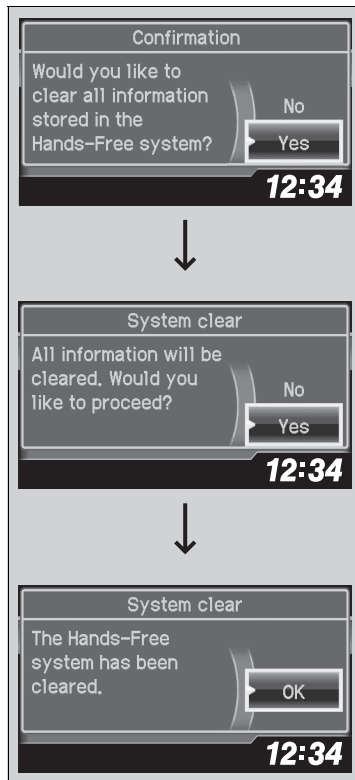 Confirmation
Would you like to
clear all information
stored in the
Hands-Free system?
No
Yes
12:34
System clear
All information will be
cleared. Would you
like to proceed?
No
Yes
12:34
System clear
The Hands-Free
system has been
cleared.
OK
12:34